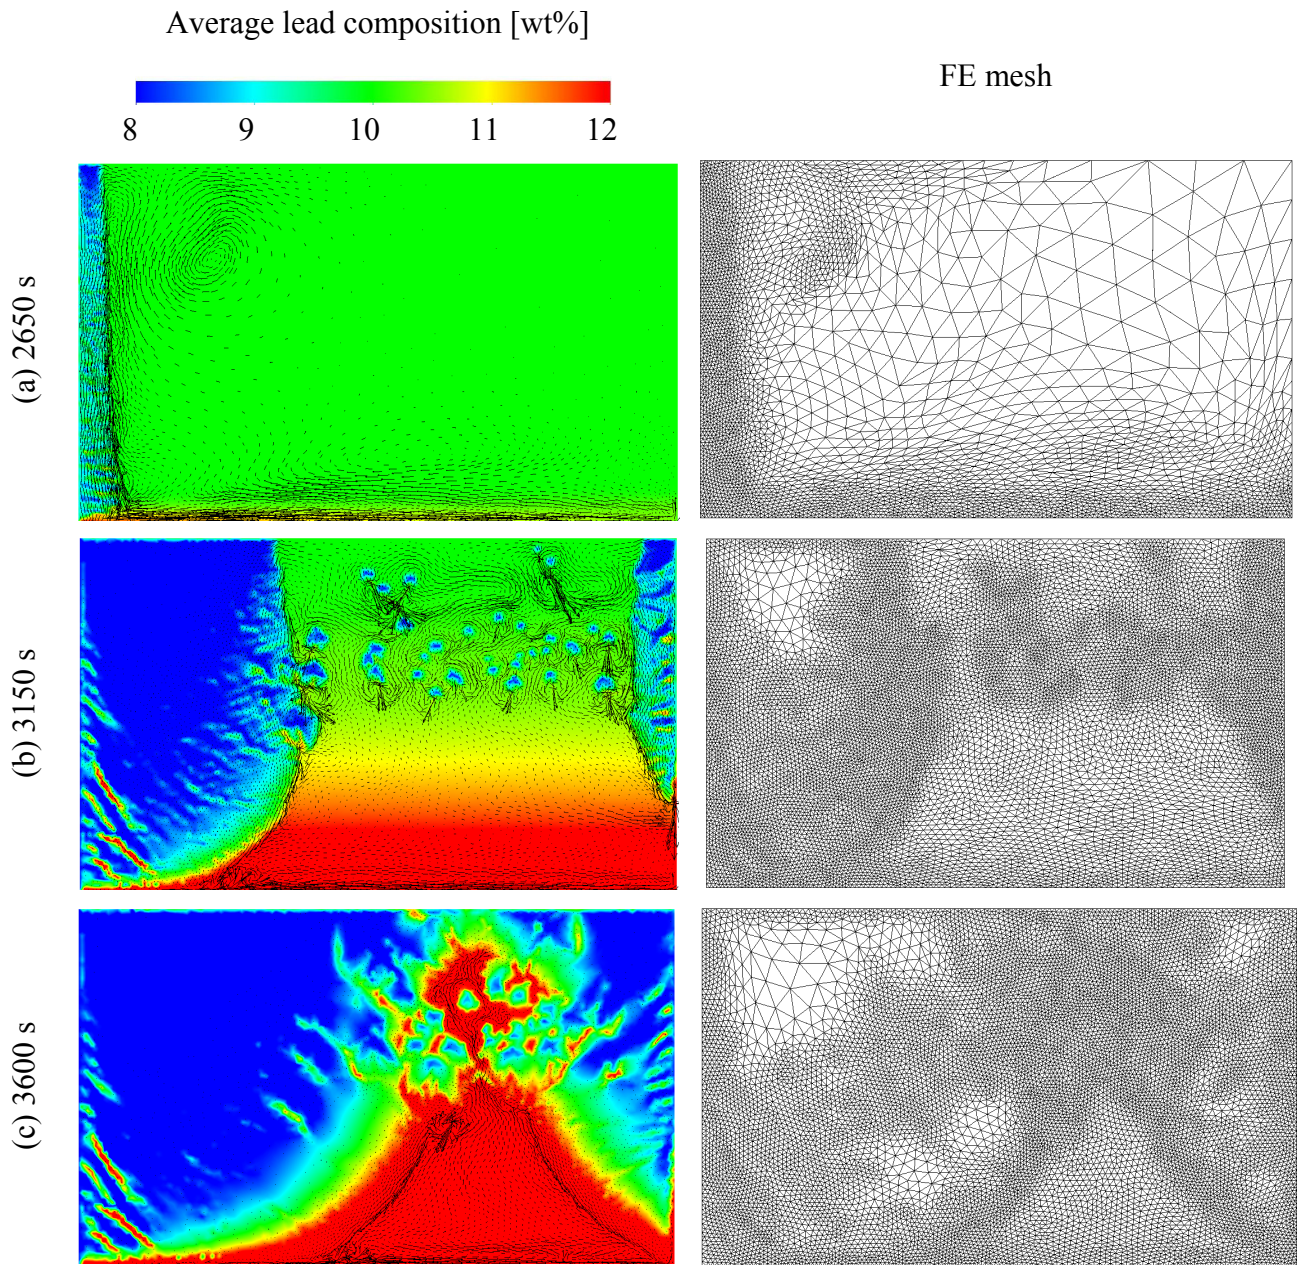 Average lead composition [wt%]
FE mesh
8 9 10 11 12
(a) 2650 s
(b) 3150 s
(c) 3600 s